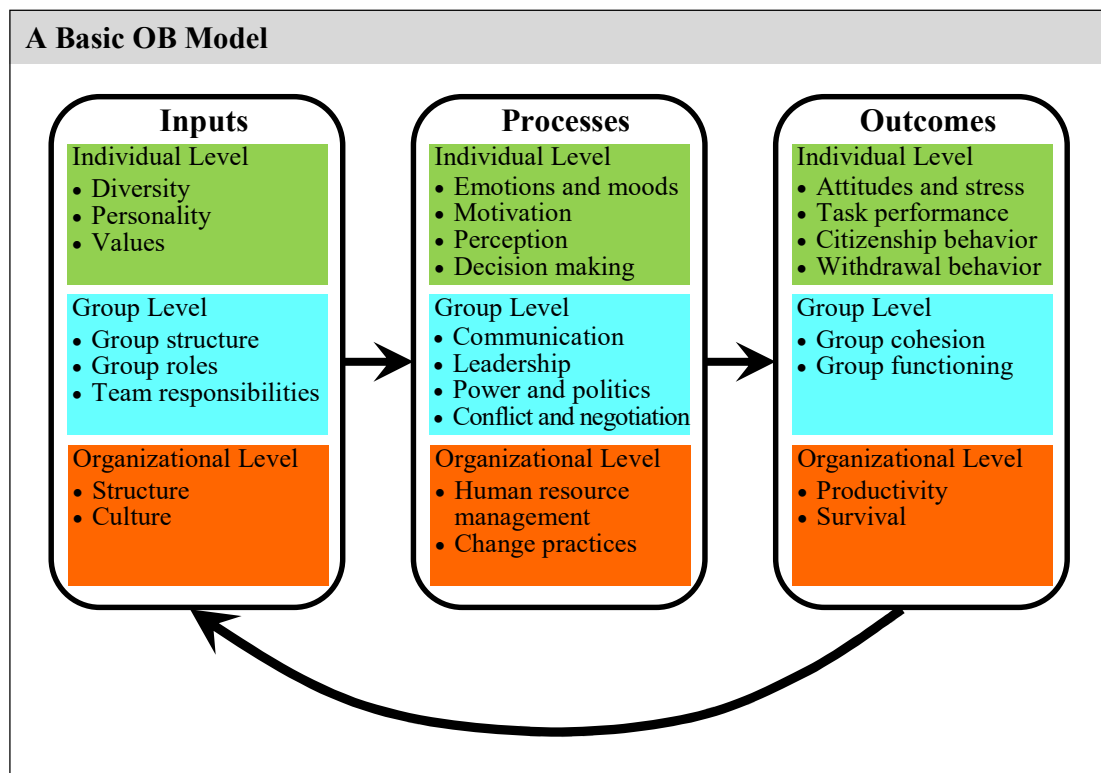 A Basic OB Model
Inputs
Individual Level
• Diversity
• Personality
• Values
Group Level
• Group structure
• Group roles
• Team responsibilities
Organizational Level
• Structure
• Culture
Processes
Individual Level
• Emotions and moods
• Motivation
• Perception
• Decision making
Group Level
• Communication
• Leadership
• Power and politics
• Conflict and negotiation
Organizational Level
• Human resource
management
• Change practices
Outcomes
Individual Level
• Attitudes and stress
• Task performance
• Citizenship behavior
• Withdrawal behavior
Group Level
• Group cohesion
• Group functioning
Organizational Level
• Productivity
• Survival